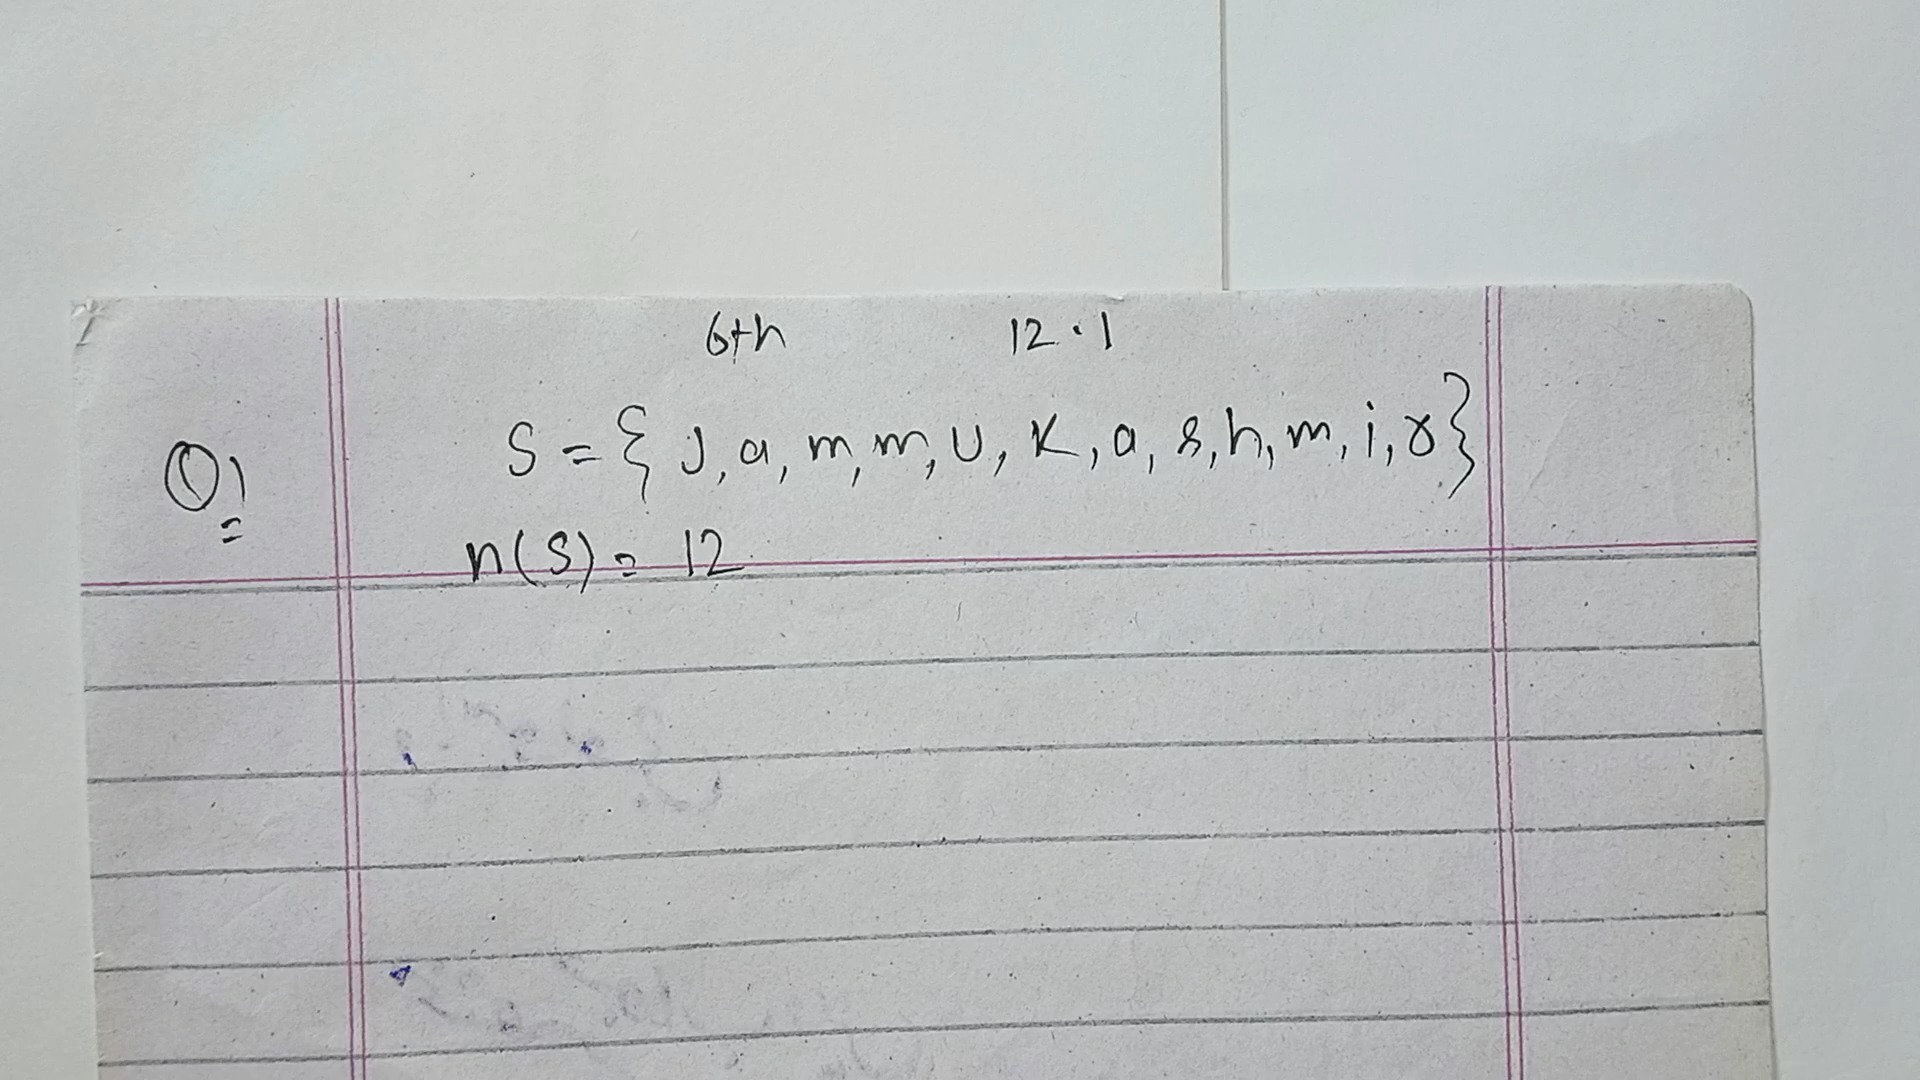 6th 12.1
Q1 S = { J, a, m, m, U, K, a, s, h, m, i, r }
n(S) = 12